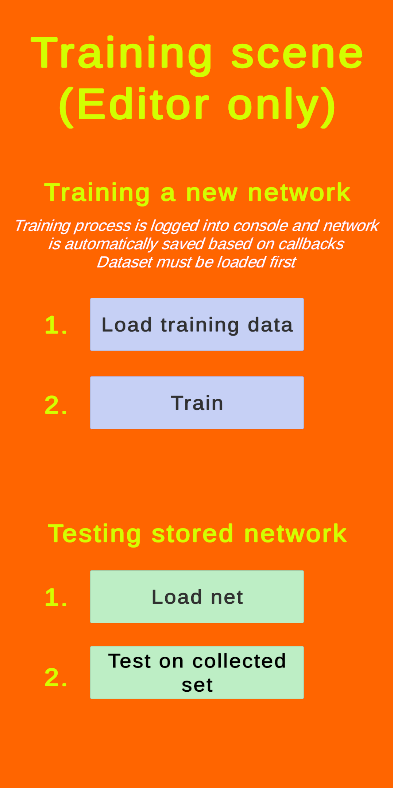 Training scene
(Editor only)
Training a new network
Training process is logged into console and network
is automatically saved based on callbacks
Dataset must be loaded first
1. Load training data
2. Train
Testing stored network
1. Load net
2. Test on collected
set